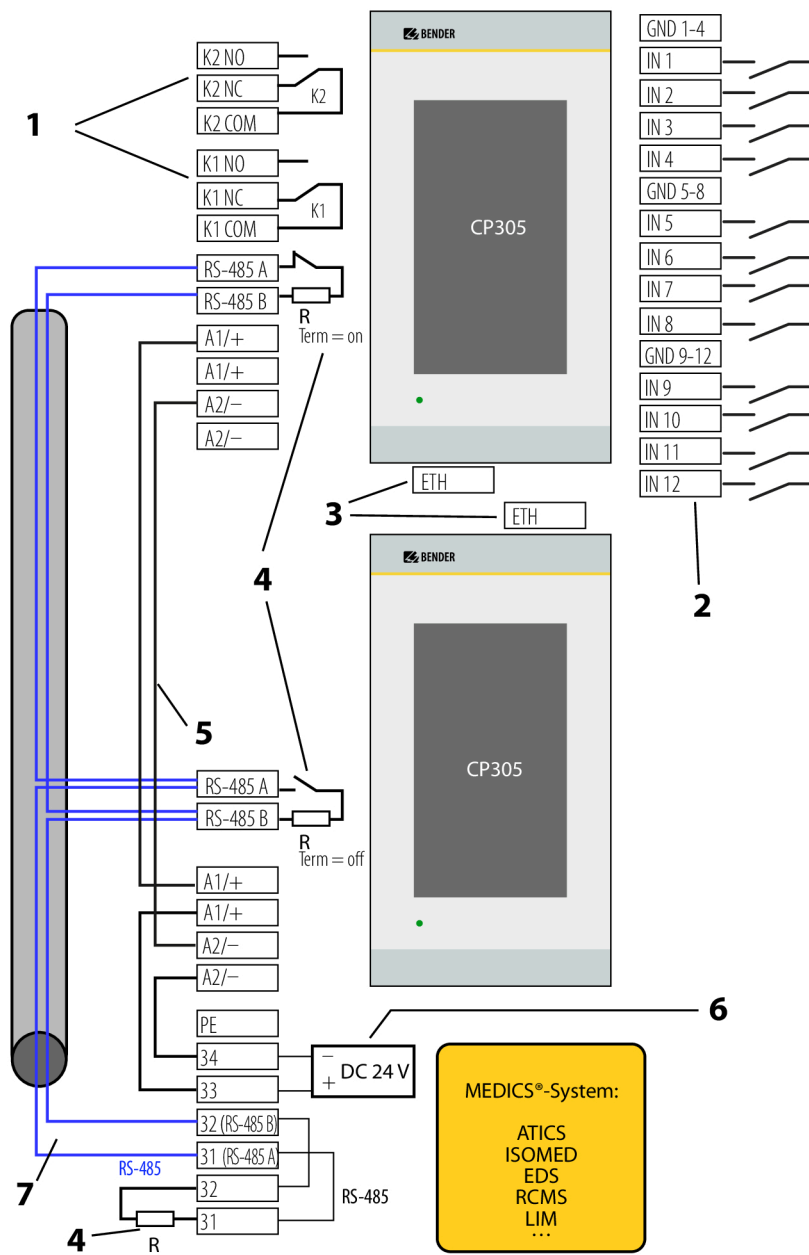 BENDER
K2 NO
K2 NC
K2
K2 COM
1
K1 NO
K1 NC
K1
K1 COM
RS-485 A
RS-485 B
R
Term = on
A1/+
A1/+
A2/−
A2/−
CP305
GND 1-4
IN 1
IN 2
IN 3
IN 4
GND 5-8
IN 5
IN 6
IN 7
IN 8
GND 9-12
IN 9
IN 10
IN 11
IN 12
ETH
3
ETH
4
2
BENDER
5
CP305
RS-485 A
RS-485 B
R
Term = off
A1/+
A1/+
A2/−
A2/−
6
PE
34
33
−
+
DC 24 V
32 (RS-485 B)
31 (RS-485 A)
RS-485
7
32
31
RS-485
4
R
MEDICS®-System:
ATICS
ISOMED
EDS
RCMS
LIM
...